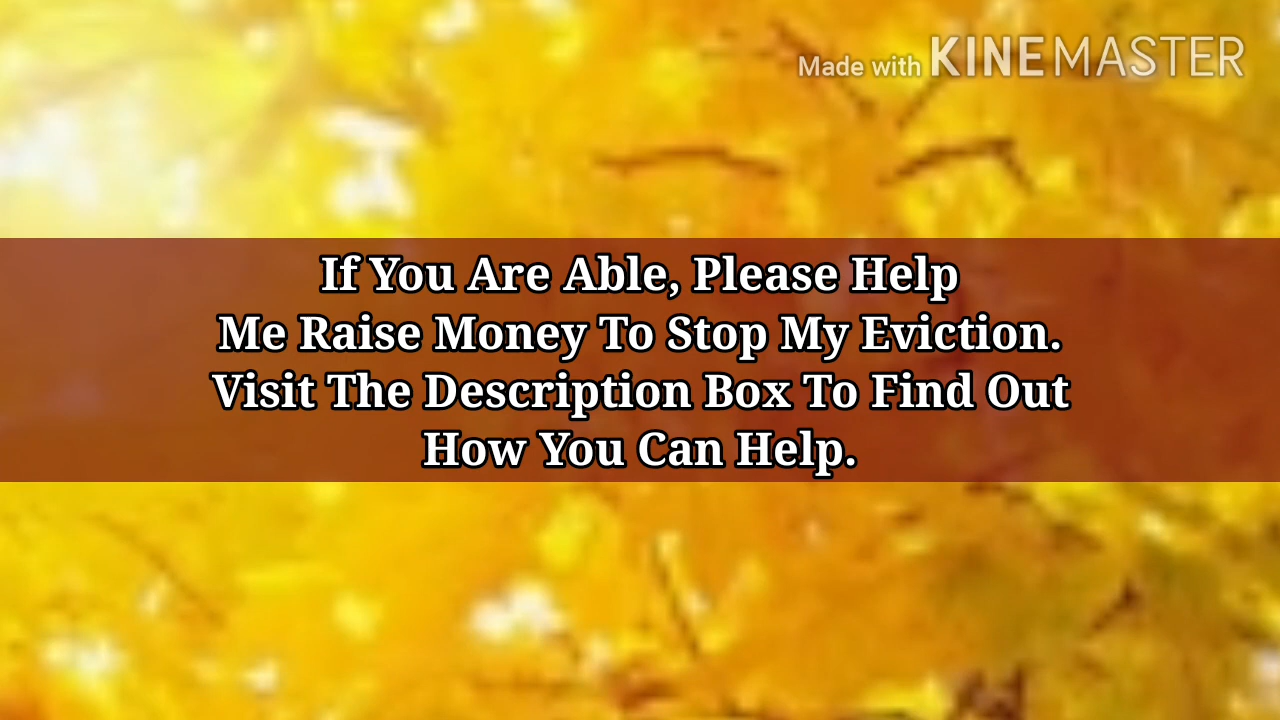 Made with KINEMASTER
If You Are Able, Please Help
Me Raise Money To Stop My Eviction.
Visit The Description Box To Find Out
How You Can Help.